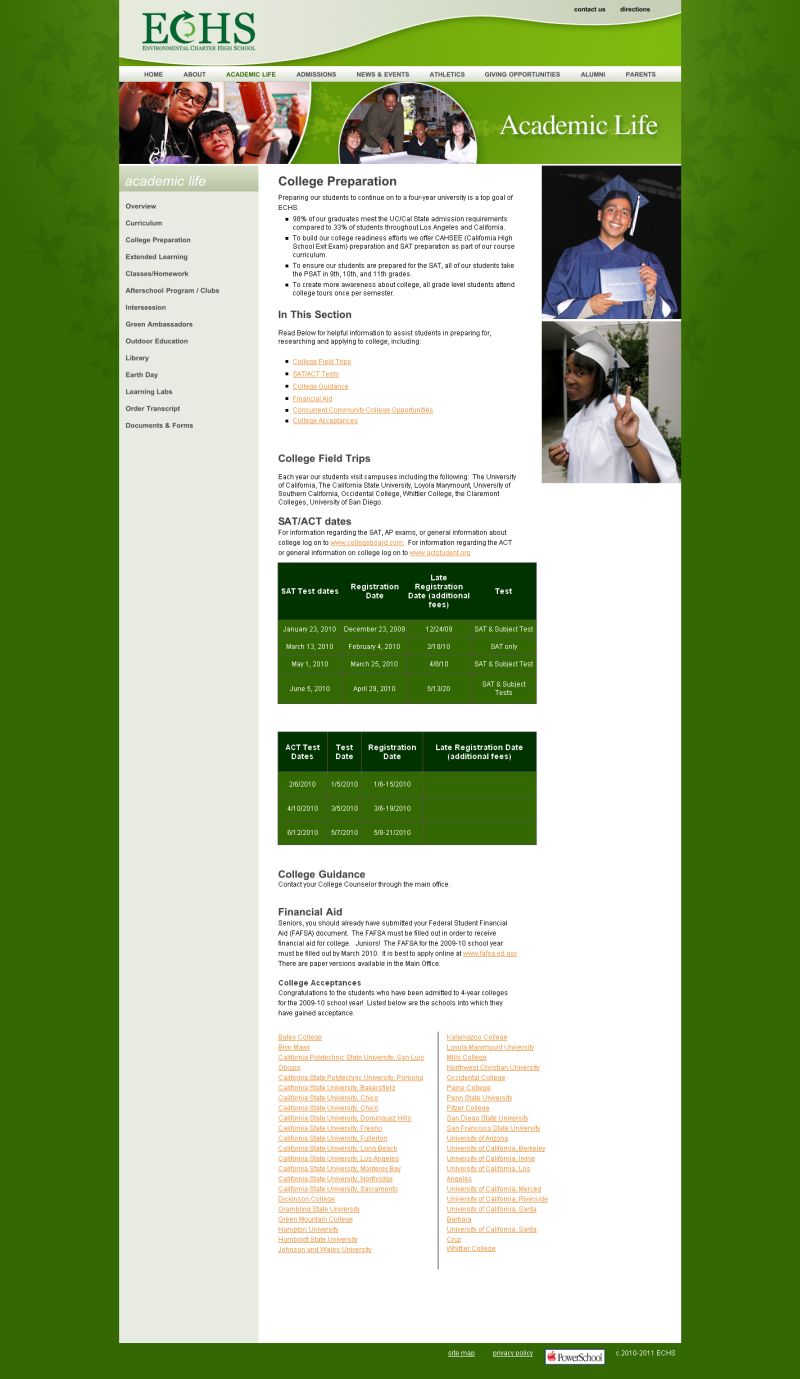 contact us directions
ECHS
ENVIRONMENTAL CHARTER HIGH SCHOOL
HOME ABOUT ACADEMIC LIFE ADMISSIONS NEWS & EVENTS ATHLETICS GIVING OPPORTUNITIES ALUMNI PARENTS
Academic Life
academic life
Overview
Curriculum
College Preparation
Extended Learning
Classes/Homework
Afterschool Program / Clubs
Intersession
Green Ambassadors
Outdoor Education
Library
Earth Day
Learning Labs
Order Transcript
Documents & Forms
College Preparation
Preparing our students to continue on to a four-year university is a top goal of
ECHS.
98% of our graduates meet the UC/Cal State admission requirements
compared to 33% of students throughout Los Angeles and California.
To build our college readiness efforts we offer CAHSEE (California High
School Exit Exam) preparation and SAT preparation as part of our course
curriculum.
To ensure our students are prepared for the SAT, all of our students take
the PSAT in 9th, 10th, and 11th grades.
To create more awareness about college, all grade level students attend
college tours once per semester.
In This Section
Read Below for helpful information to assist students in preparing for,
researching and applying to college, including:
College Field Trips
SAT/ACT Tests
College Guidance
Financial Aid
Concurrent Community College Opportunities
College Acceptances
College Field Trips
Each year our students visit campuses including the following: The University
of California, The California State University, Loyola Marymount, University of
Southern California, Occidental College, Whittier College, the Claremont
Colleges, University of San Diego.
SAT/ACT dates
For information regarding the SAT, AP exams, or general information about
college log on to www.collegeboard.com. For information regarding the ACT
or general information on college log on to www.actstudent.org
SAT Test dates Registration Date Late Registration Date (additional fees) Test
January 23, 2010 December 23, 2009 12/24/09 SAT & Subject Test
March 13, 2010 February 4, 2010 2/18/10 SAT only
May 1, 2010 March 25, 2010 4/8/10 SAT & Subject Test
June 5, 2010 April 29, 2010 5/13/20 SAT & Subject Tests
ACT Test Dates Test Date Registration Date Late Registration Date (additional fees)
2/6/2010 1/5/2010 1/6-15/2010
4/10/2010 3/5/2010 3/6-19/2010
6/12/2010 5/7/2010 5/8-21/2010
College Guidance
Contact your College Counselor through the main office.
Financial Aid
Seniors, you should already have submitted your Federal Student Financial
Aid (FAFSA) document. The FAFSA must be filled out in order to receive
financial aid for college. Juniors! The FAFSA for the 2009-10 school year
must be filled out by March 2010. It is best to apply online at www.fafsa.ed.gov
There are paper versions available in the Main Office.
College Acceptances
Congratulations to the students who have been admitted to 4-year colleges
for the 2009-10 school year! Listed below are the schools into which they
have gained acceptance.
Bates College
Bryn Mawr
California Polytechnic State University, San Luis
Obispo
California State Polytechnic University, Pomona
California State University, Bakersfield
California State University, Chico
California State University, Chico
California State University, Dominguez Hills
California State University, Fresno
California State University, Fullerton
California State University, Long Beach
California State University, Los Angeles
California State University, Monterey Bay
California State University, Northridge
California State University, Sacramento
Dickinson College
Grambling State University
Green Mountain College
Hampton University
Humboldt State University
Johnson and Wales University
Kalamazoo College
Loyola Marymount University
Mills College
Northwest Christian University
Occidental College
Paine College
Penn State University
Pitzer College
San Diego State University
San Francisco State University
University of Arizona
University of California, Berkeley
University of California, Irvine
University of California, Los
Angeles
University of California, Merced
University of California, Riverside
University of California, Santa
Barbara
University of California, Santa
Cruz
Whittier College
site map privacy policy PowerSchool c.2010-2011 ECHS